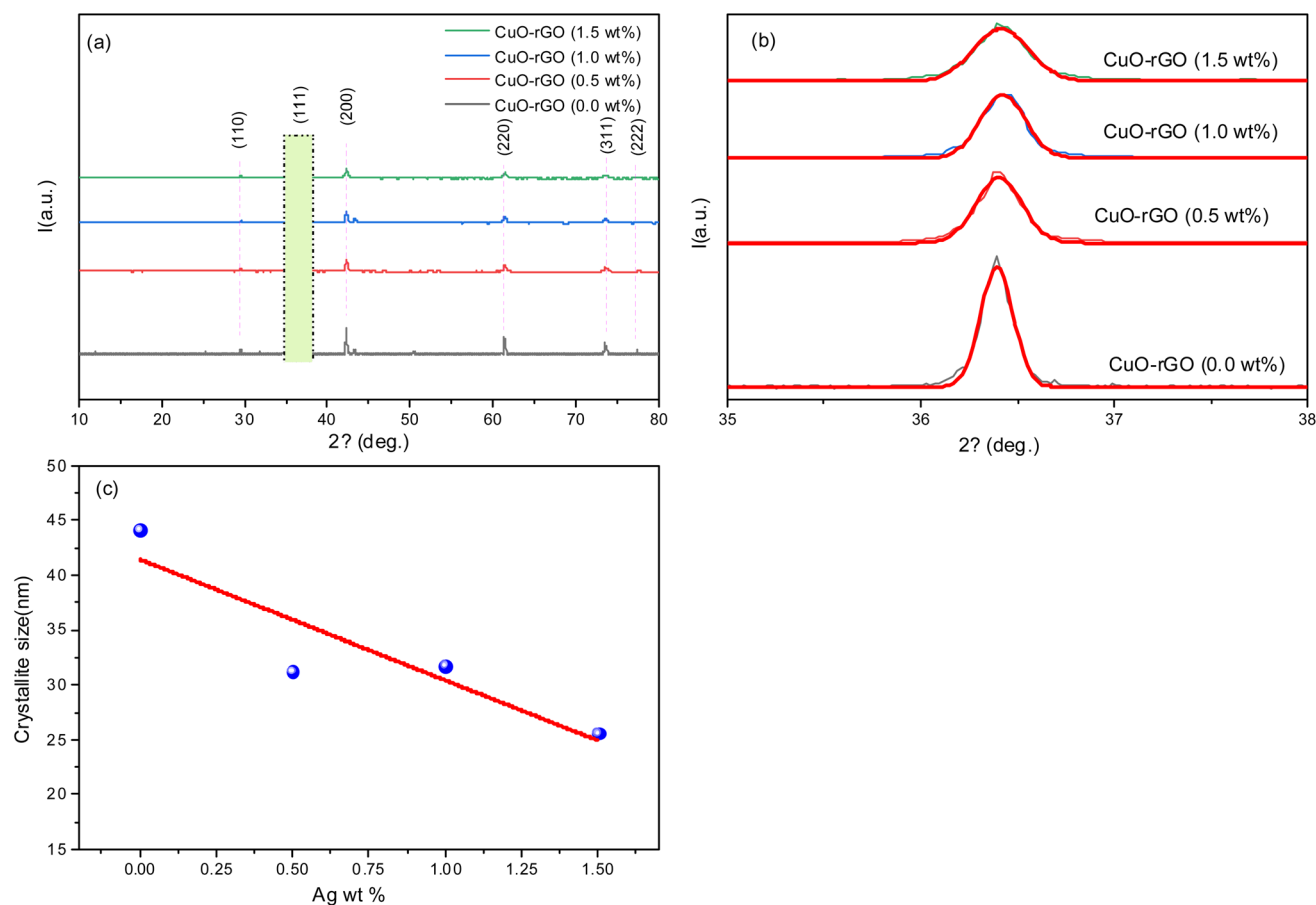 (a)
CuO-rGO (1.5 wt%)
CuO-rGO (1.0 wt%)
CuO-rGO (0.5 wt%)
CuO-rGO (0.0 wt%)
(110)
(111)
(200)
(220)
(311)
(222)
I(a.u.)
10 20 30 40 50 60 70 80
2? (deg.)
(b)
CuO-rGO (1.5 wt%)
CuO-rGO (1.0 wt%)
CuO-rGO (0.5 wt%)
CuO-rGO (0.0 wt%)
I(a.u.)
35 36 37 38
2? (deg.)
(c)
50
45
40
35
30
25
20
15
Crystallite size(nm)
0.00 0.25 0.50 0.75 1.00 1.25 1.50
Ag wt %